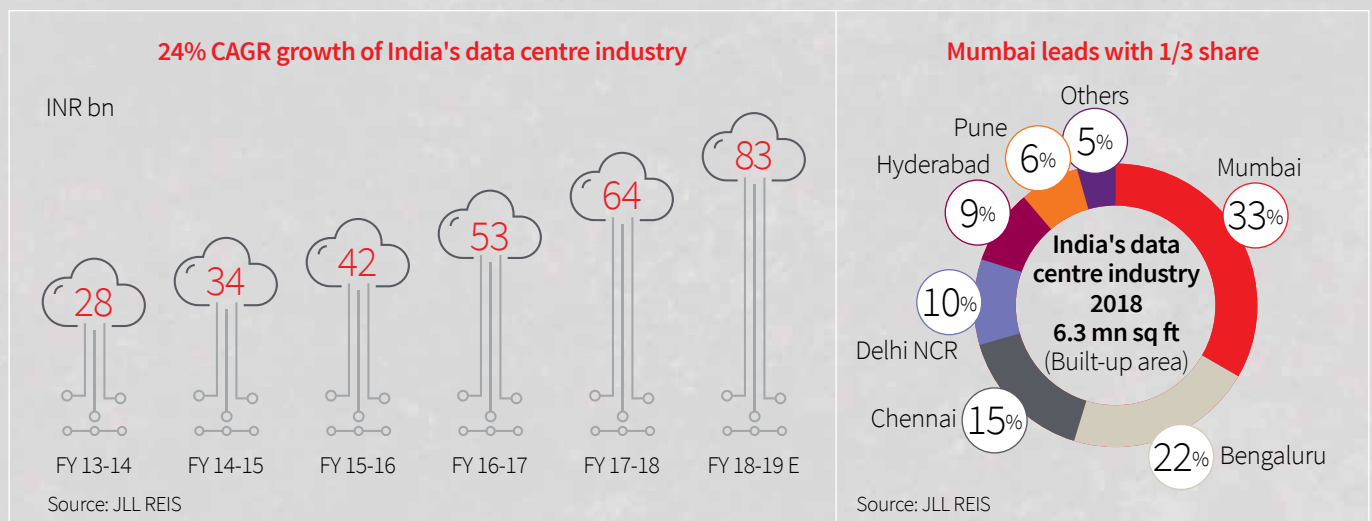 24% CAGR growth of India's data centre industry
INR bn
28
34
42
53
64
83
FY 13-14
FY 14-15
FY 15-16
FY 16-17
FY 17-18
FY 18-19 E
Source: JLL REIS
Mumbai leads with 1/3 share
Others
5%
Pune
6%
Hyderabad
9%
Mumbai
33%
India's data
centre industry
2018
6.3 mn sq ft
(Built-up area)
10%
Delhi NCR
Chennai
15%
22%
Bengaluru
Source: JLL REIS